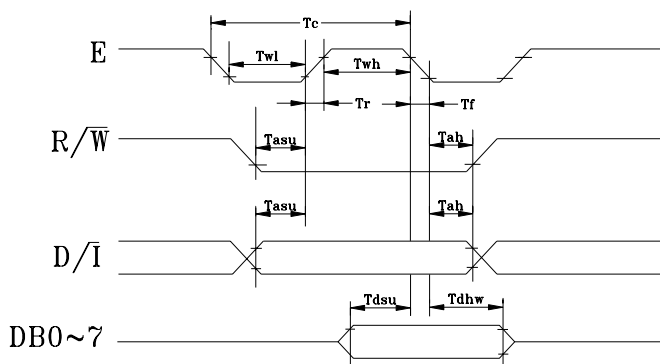 Tc
E
Twl
Twh
Tr
Tf
R/W̅
Tasu
Tah
Tasu
Tah
D/I̅
Tdsu
Tdhw
DB0~7